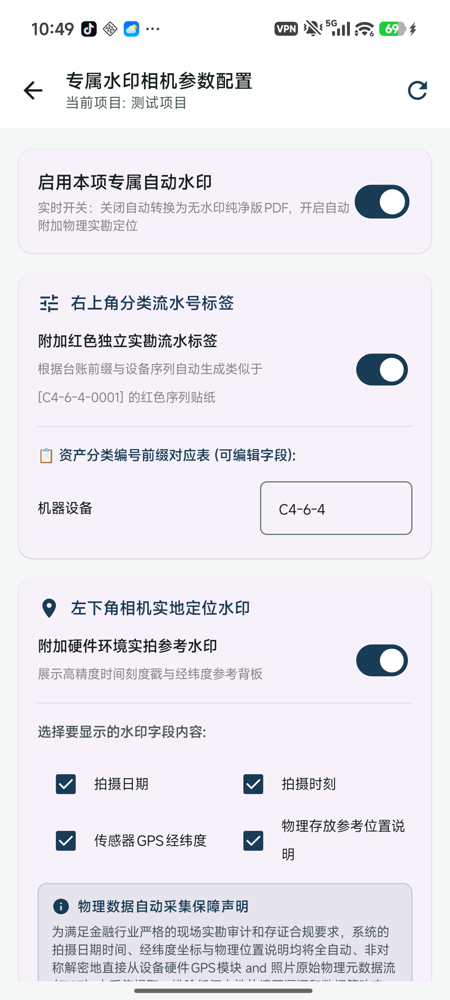 10:49
VPN 5G 6 69
专属水印相机参数配置
当前项目: 测试项目
启用本项专属自动水印
实时开关：关闭自动转换为无水印纯净版PDF，开启自动
附加物理实勘定位
右上角分类流水号标签
附加红色独立实勘流水标签
根据台账前缀与设备序列自动生成类似于
[C4-6-4-0001] 的红色序列贴纸
📋 资产分类编号前缀对应表 (可编辑字段):
机器设备
C4-6-4
左下角相机实地定位水印
附加硬件环境实拍参考水印
展示高精度时间刻度戳与经纬度参考背板
选择要显示的水印字段内容:
拍摄日期
拍摄时刻
传感器GPS经纬度
物理存放参考位置说
明
物理数据自动采集保障声明
为满足金融行业严格的现场实勘审计和存证合规要求，系统的
拍摄日期时间、经纬度坐标与物理位置说明均将全自动、非对
称解密地直接从设备硬件GPS模块 and 照片原始物理元数据流